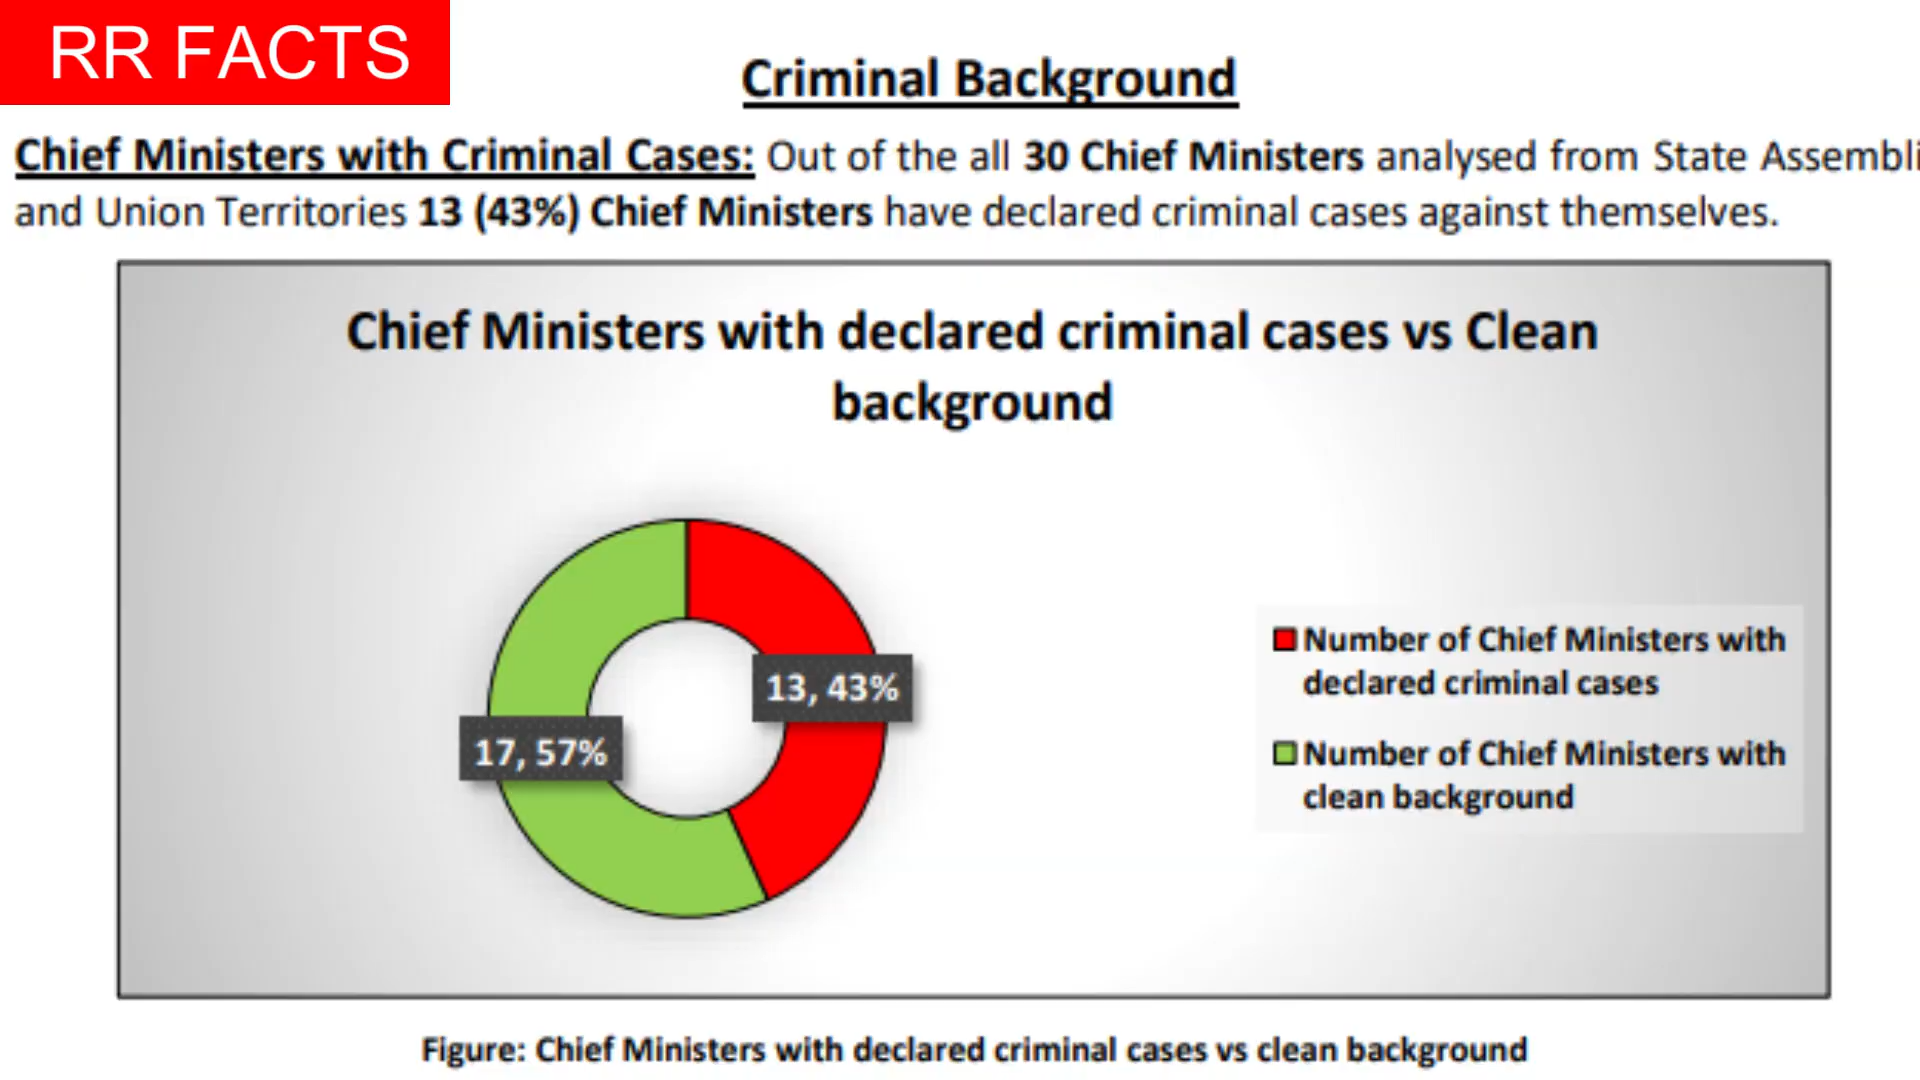 RR FACTS
Criminal Background
Chief Ministers with Criminal Cases: Out of the all 30 Chief Ministers analysed from State Assembli
and Union Territories 13 (43%) Chief Ministers have declared criminal cases against themselves.
Chief Ministers with declared criminal cases vs Clean
background
13, 43%
17, 57%
Number of Chief Ministers with
declared criminal cases
Number of Chief Ministers with
clean background
Figure: Chief Ministers with declared criminal cases vs clean background